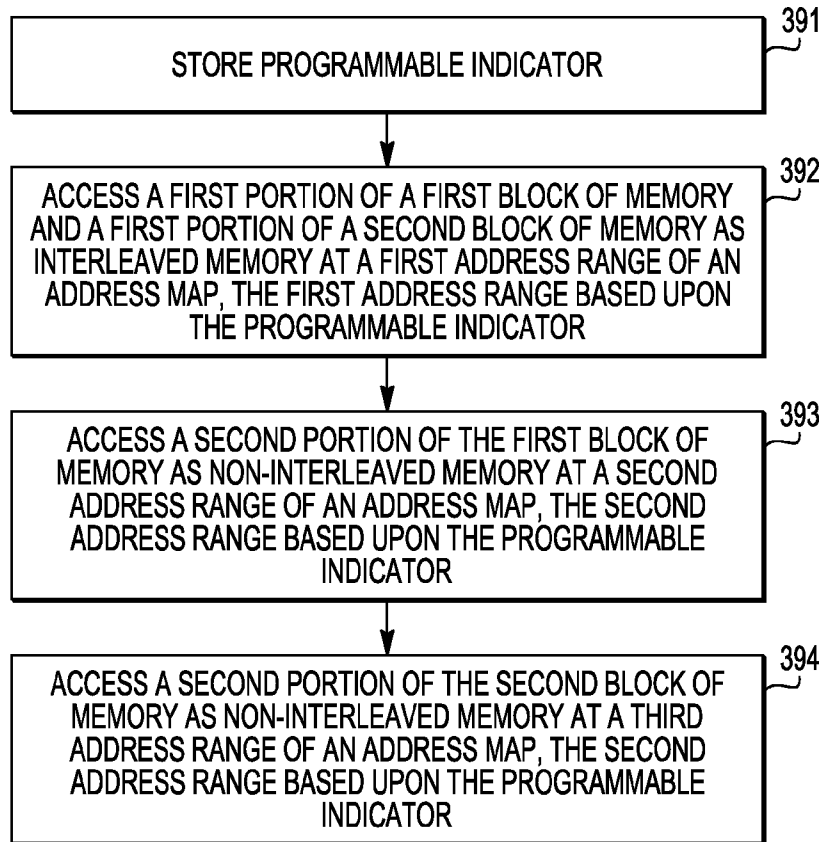 391
STORE PROGRAMMABLE INDICATOR
392
ACCESS A FIRST PORTION OF A FIRST BLOCK OF MEMORY
AND A FIRST PORTION OF A SECOND BLOCK OF MEMORY AS
INTERLEAVED MEMORY AT A FIRST ADDRESS RANGE OF AN
ADDRESS MAP, THE FIRST ADDRESS RANGE BASED UPON
THE PROGRAMMABLE INDICATOR
393
ACCESS A SECOND PORTION OF THE FIRST BLOCK OF
MEMORY AS NON-INTERLEAVED MEMORY AT A SECOND
ADDRESS RANGE OF AN ADDRESS MAP, THE SECOND
ADDRESS RANGE BASED UPON THE PROGRAMMABLE
INDICATOR
394
ACCESS A SECOND PORTION OF THE SECOND BLOCK OF
MEMORY AS NON-INTERLEAVED MEMORY AT A THIRD
ADDRESS RANGE OF AN ADDRESS MAP, THE SECOND
ADDRESS RANGE BASED UPON THE PROGRAMMABLE
INDICATOR